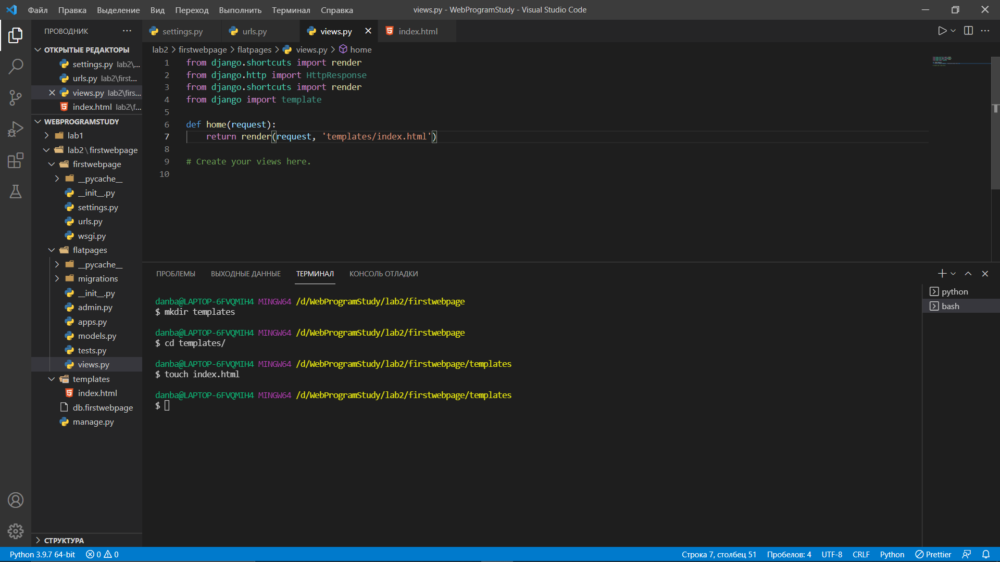 Файл Правка Выделение Вид Переход Выполнить Терминал Справка
views.py - WebProgramStudy - Visual Studio Code
ПРОВОДНИК
settings.py urls.py views.py index.html
ОТКРЫТЫЕ РЕДАКТОРЫ
settings.py lab2\...
urls.py lab2\first...
views.py lab2\firs...
index.html lab2\f...
WEBPROGRAMSTUDY
lab1
lab2\firstwebpage
firstwebpage
__pycache__
__init__.py
settings.py
urls.py
wsgi.py
flatpages
__pycache__
migrations
__init__.py
admin.py
apps.py
models.py
tests.py
views.py
templates
index.html
db.firstwebpage
manage.py
СТРУКТУРА
lab2 > firstwebpage > flatpages > views.py > home
1 from django.shortcuts import render
2 from django.http import HttpResponse
3 from django.shortcuts import render
4 from django import template
5
6 def home(request):
7     return render(request, 'templates/index.html')
8
9 # Create your views here.
10
ПРОБЛЕМЫ ВЫХОДНЫЕ ДАННЫЕ ТЕРМИНАЛ КОНСОЛЬ ОТЛАДКИ
danba@LAPTOP-6FVQMIH4 MINGW64 /d/WebProgramStudy/lab2/firstwebpage
$ mkdir templates
danba@LAPTOP-6FVQMIH4 MINGW64 /d/WebProgramStudy/lab2/firstwebpage
$ cd templates/
danba@LAPTOP-6FVQMIH4 MINGW64 /d/WebProgramStudy/lab2/firstwebpage/templates
$ touch index.html
danba@LAPTOP-6FVQMIH4 MINGW64 /d/WebProgramStudy/lab2/firstwebpage/templates
$
python
bash
Python 3.9.7 64-bit 0 0
Строка 7, столбец 51 Пробелов: 4 UTF-8 CRLF Python Prettier